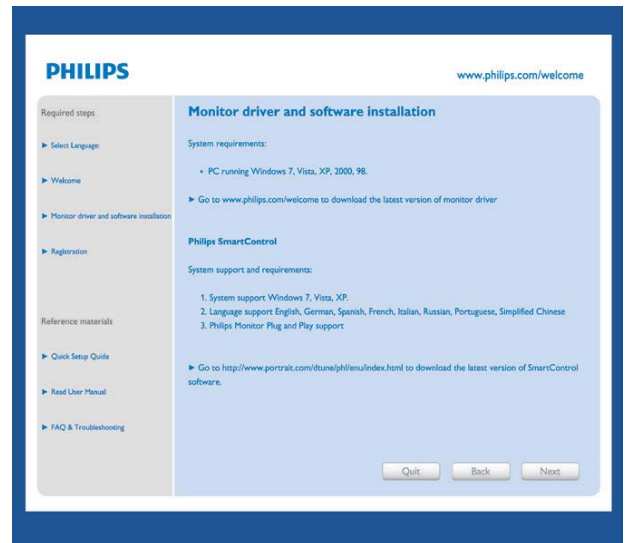 PHILIPS
www.philips.com/welcome
Required steps
► Select Language:
► Welcome
► Monitor driver and software installation
► Registration
Reference materials
► Quick Setup Quide
► Read User Manual
► FAQ & Troubleshooting
Monitor driver and software installation
System requirements:
• PC running Windows 7, Vista, XP, 2000, 98.
► Go to www.philips.com/welcome to download the latest version of monitor driver
Philips SmartControl
System support and requirements:
1. System support Windows 7, Vista, XP.
2. Language support English, German, Spanish, French, Italian, Russian, Portuguese, Simplified Chinese
3. Philips Monitor Plug and Play support
► Go to http://www.portrait.com/dtune/phl/enu/index.html to download the latest version of SmartControl
software.
Quit
Back
Next